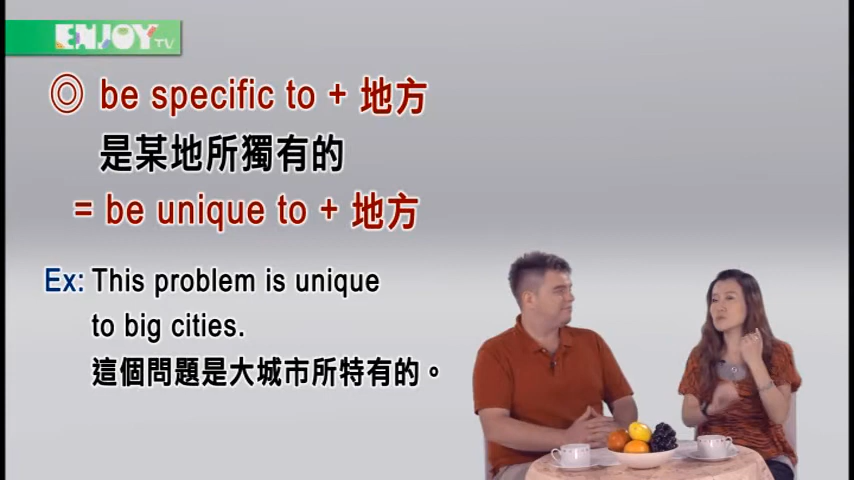 ENJOY TV
◎ be specific to + 地方
是某地所獨有的
= be unique to + 地方
Ex: This problem is unique
to big cities.
這個問題是大城市所特有的。